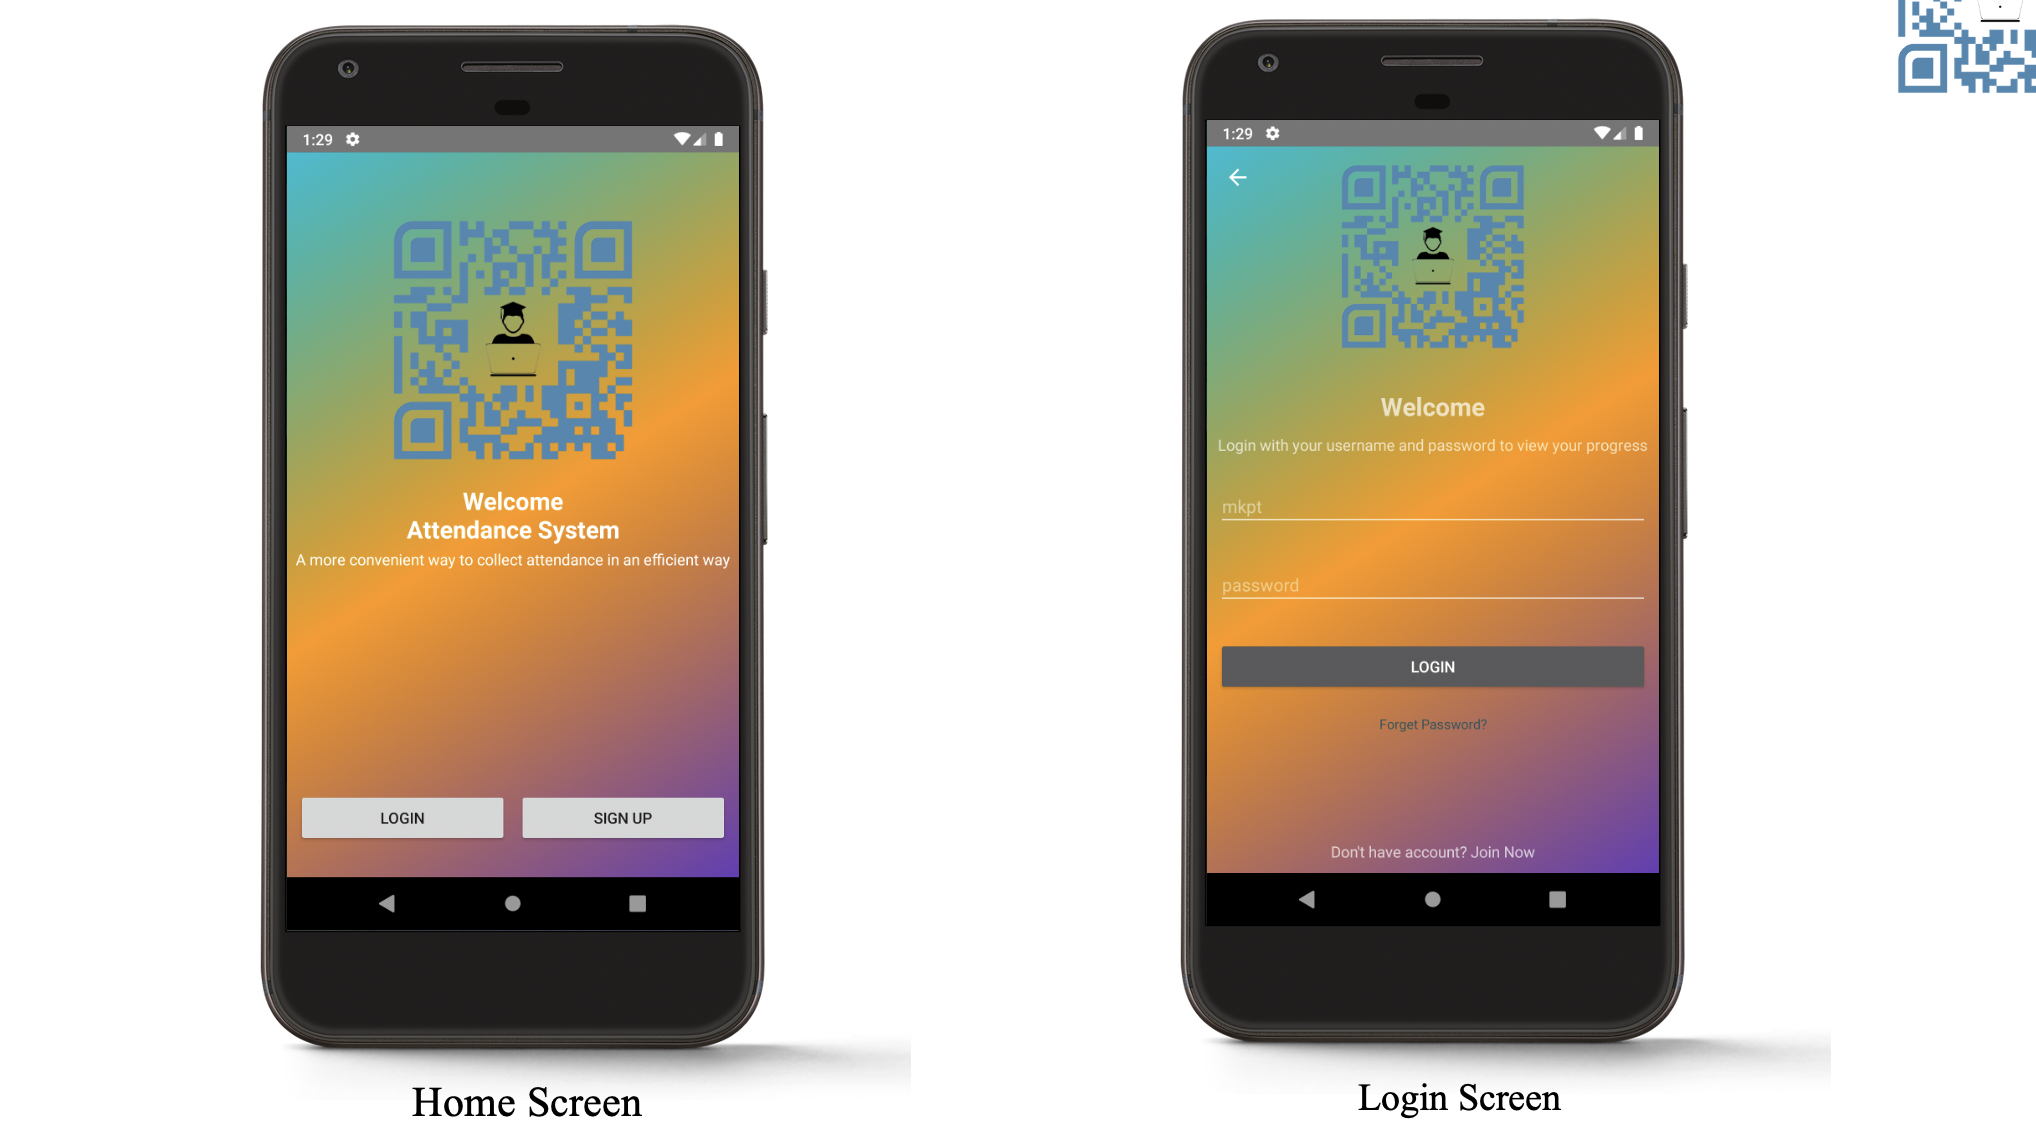 1:29
Welcome
Attendance System
A more convenient way to collect attendance in an efficient way
LOGIN
SIGN UP
Home Screen
1:29
Welcome
Login with your username and password to view your progress
mkpt
password
LOGIN
Forget Password?
Don't have account? Join Now
Login Screen